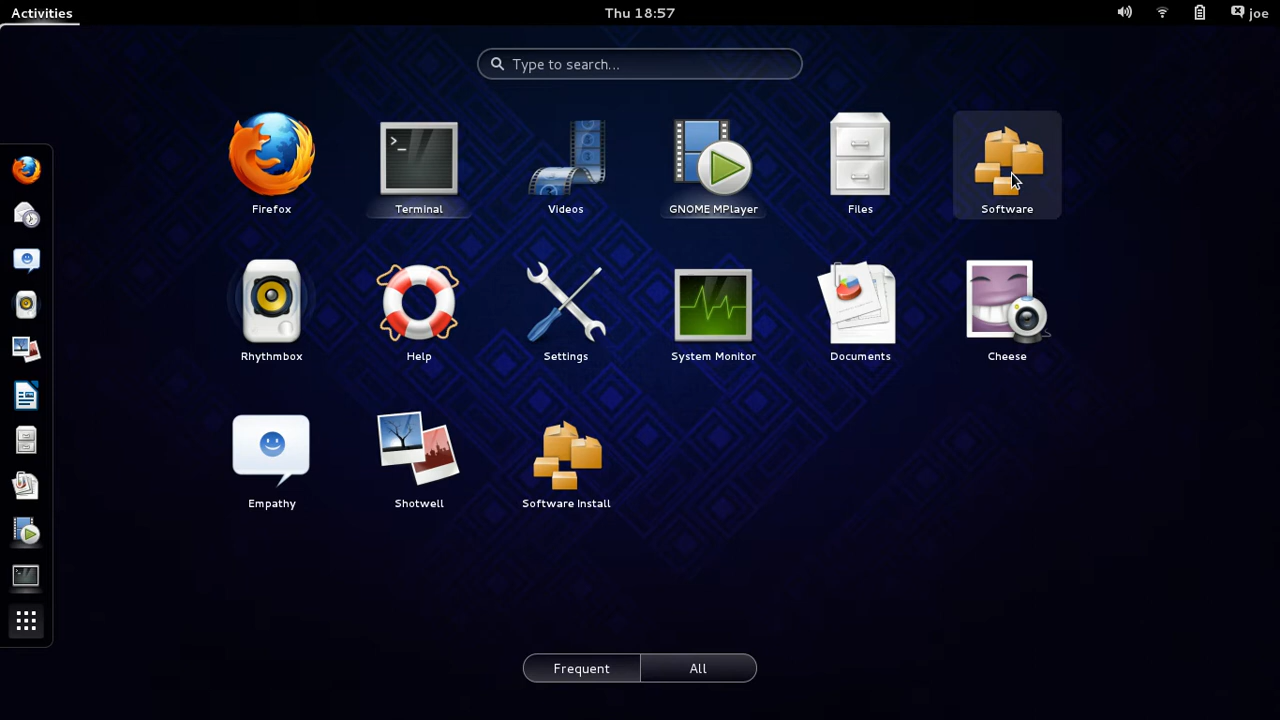 Activities
Thu 18:57
joe
Type to search...
Firefox
Terminal
Videos
GNOME MPlayer
Files
Software
Rhythmbox
Help
Settings
System Monitor
Documents
Cheese
Empathy
Shotwell
Software Install
Frequent
All